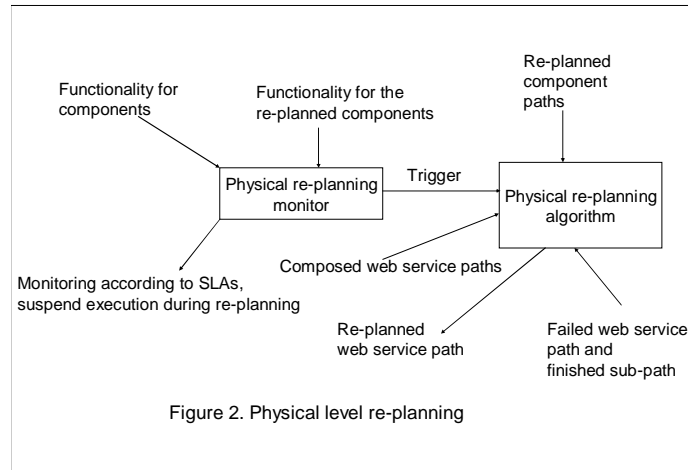 Re-planned
component
paths
Functionality for
components
Functionality for the
re-planned components
Trigger
Physical re-planning
monitor
Physical re-planning
algorithm
Composed web service paths
Monitoring according to SLAs,
suspend execution during re-planning
Re-planned
web service path
Failed web service
path and
finished sub-path
Figure 2. Physical level re-planning